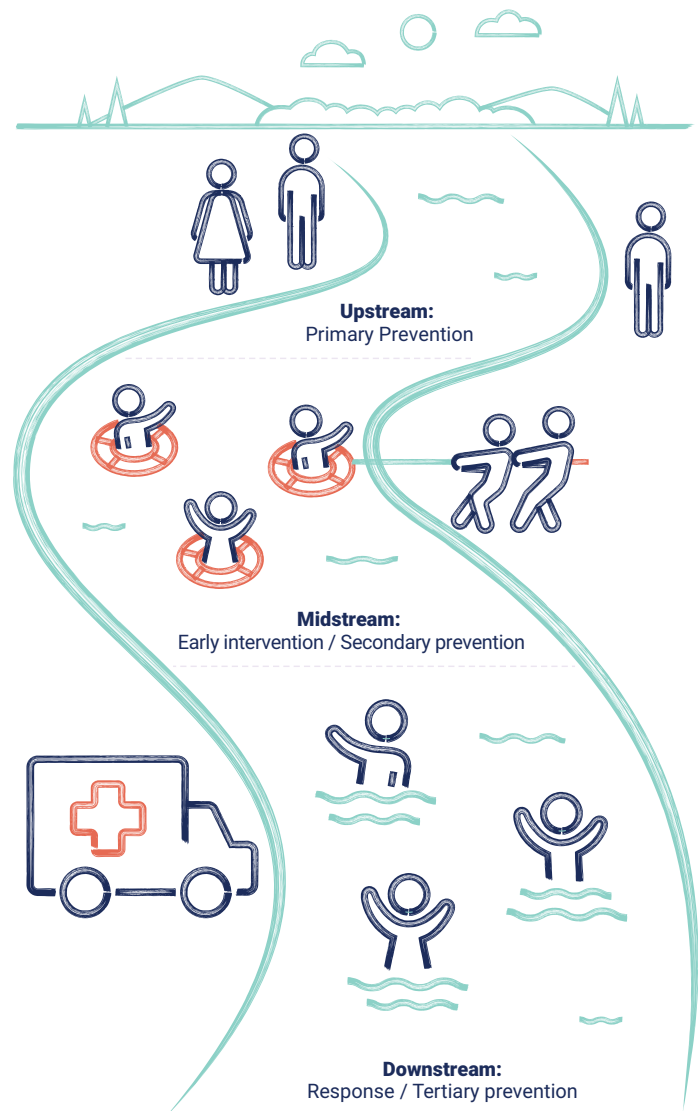 Upstream:
Primary Prevention
Midstream:
Early intervention / Secondary prevention
Downstream:
Response / Tertiary prevention